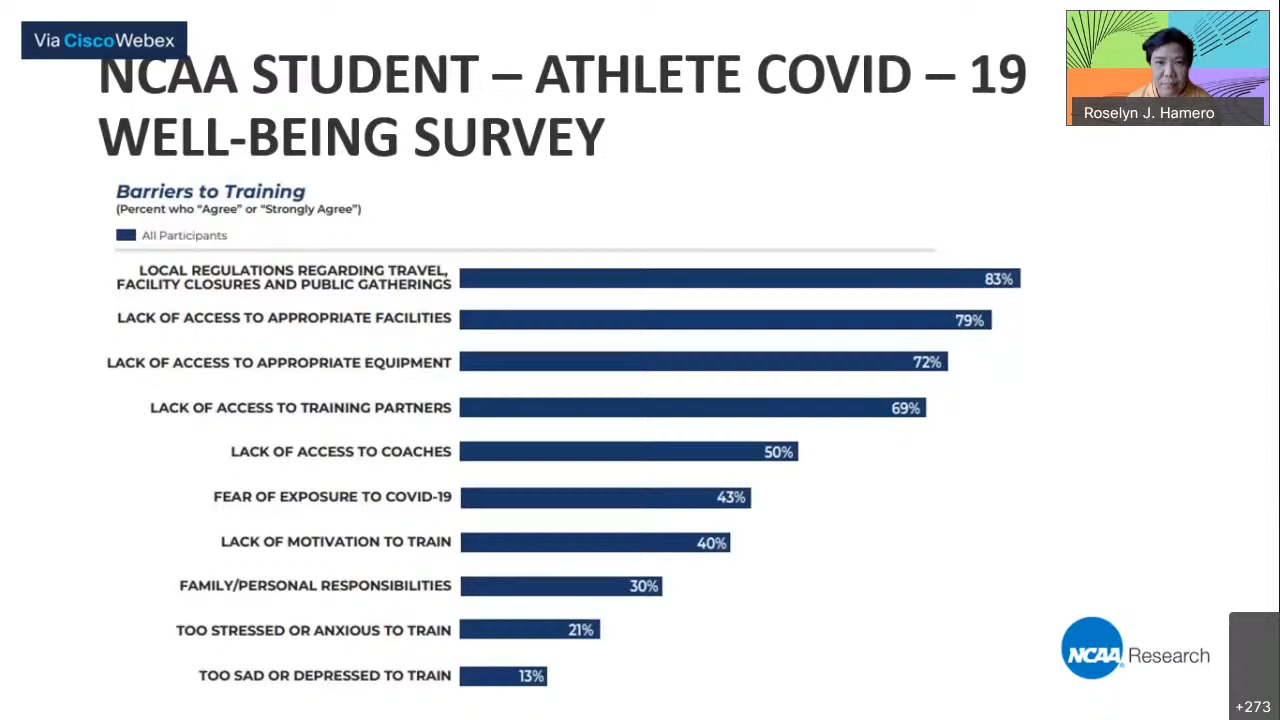 Via CiscoWebex
NCAA STUDENT – ATHLETE COVID – 19
WELL-BEING SURVEY
Roselyn J. Hamero
Barriers to Training
(Percent who “Agree” or “Strongly Agree”)
All Participants
LOCAL REGULATIONS REGARDING TRAVEL,
FACILITY CLOSURES AND PUBLIC GATHERINGS 83%
LACK OF ACCESS TO APPROPRIATE FACILITIES 79%
LACK OF ACCESS TO APPROPRIATE EQUIPMENT 72%
LACK OF ACCESS TO TRAINING PARTNERS 69%
LACK OF ACCESS TO COACHES 50%
FEAR OF EXPOSURE TO COVID-19 43%
LACK OF MOTIVATION TO TRAIN 40%
FAMILY/PERSONAL RESPONSIBILITIES 30%
TOO STRESSED OR ANXIOUS TO TRAIN 21%
TOO SAD OR DEPRESSED TO TRAIN 13%
NCAA Research
+273